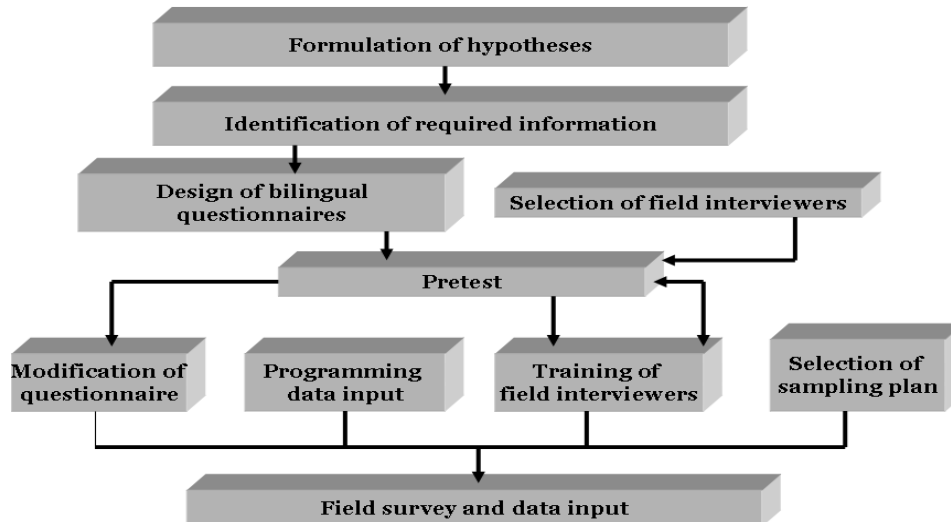 Formulation of hypotheses
Identification of required information
Design of bilingual
questionnaires
Selection of field interviewers
Pretest
Modification of
questionnaire
Programming
data input
Training of
field interviewers
Selection of
sampling plan
Field survey and data input